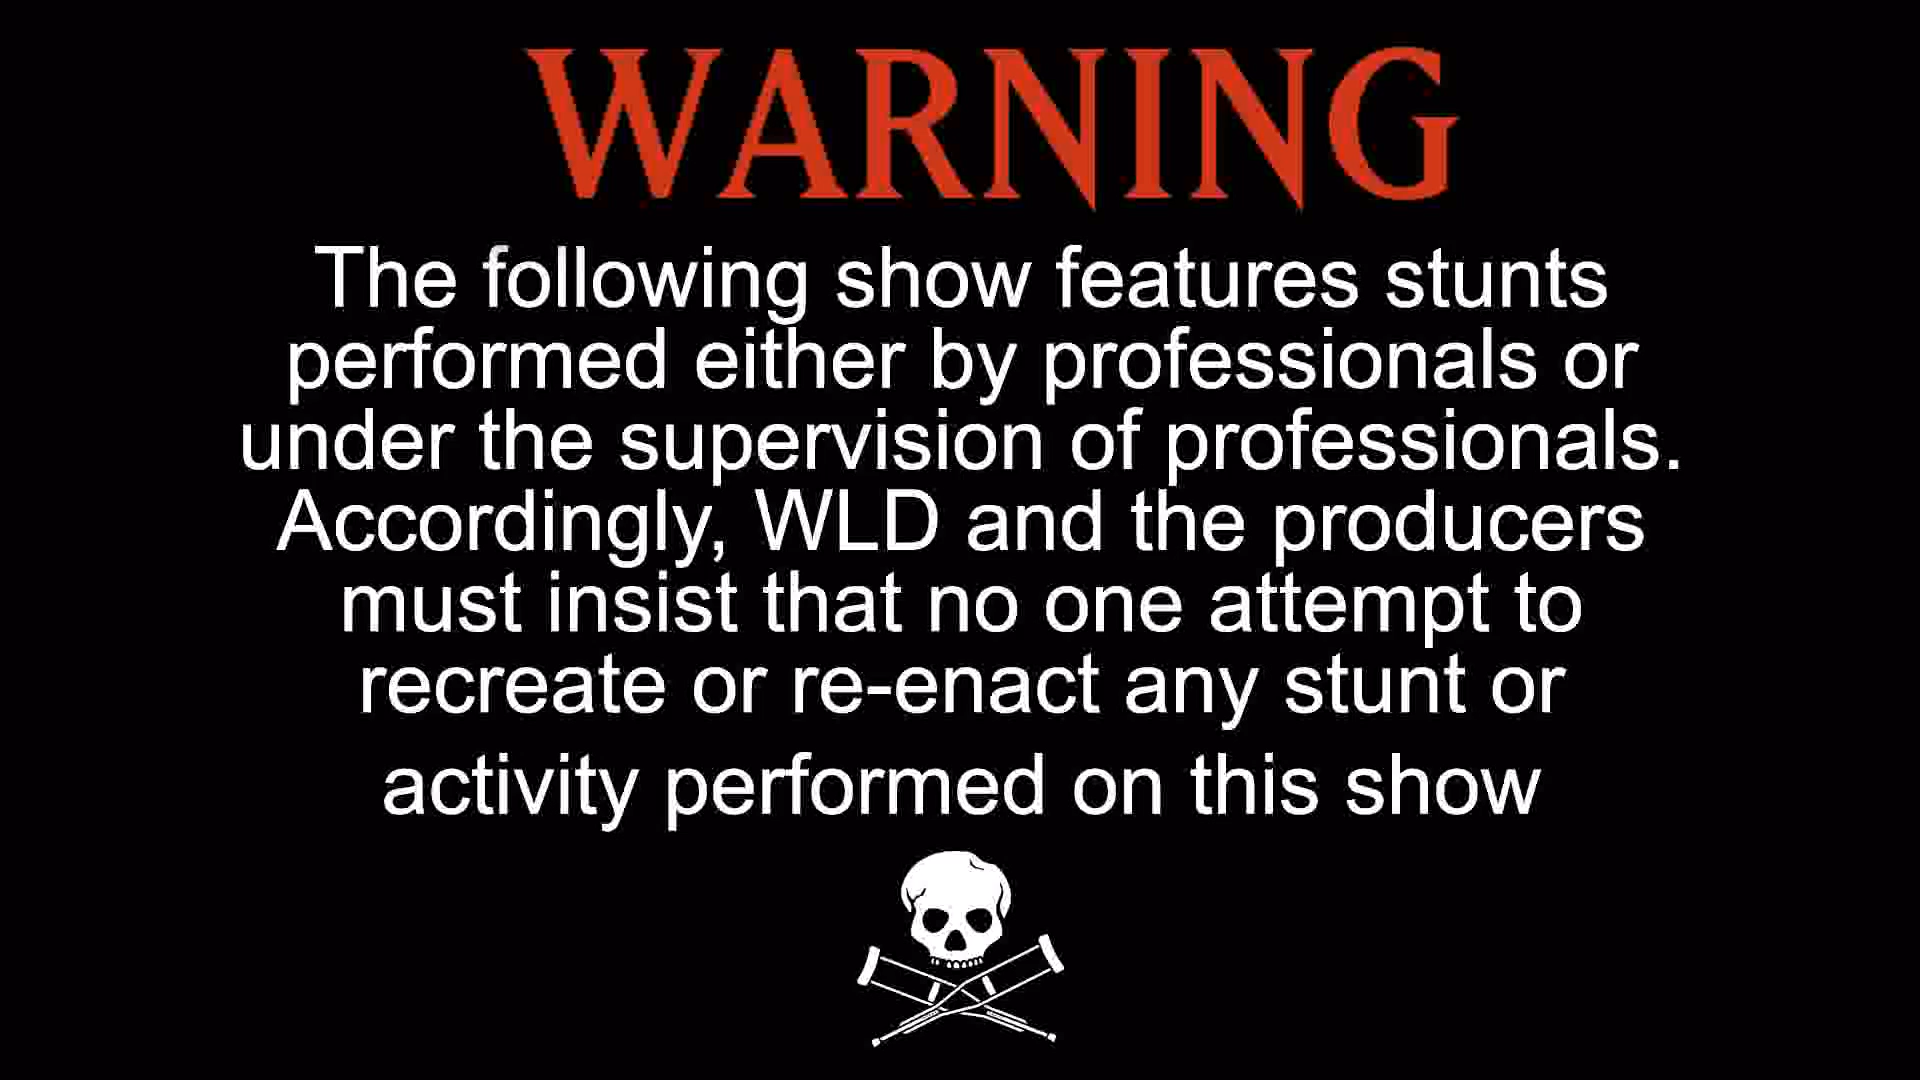 WARNING
The following show features stunts
performed either by professionals or
under the supervision of professionals.
Accordingly, WLD and the producers
must insist that no one attempt to
recreate or re-enact any stunt or
activity performed on this show